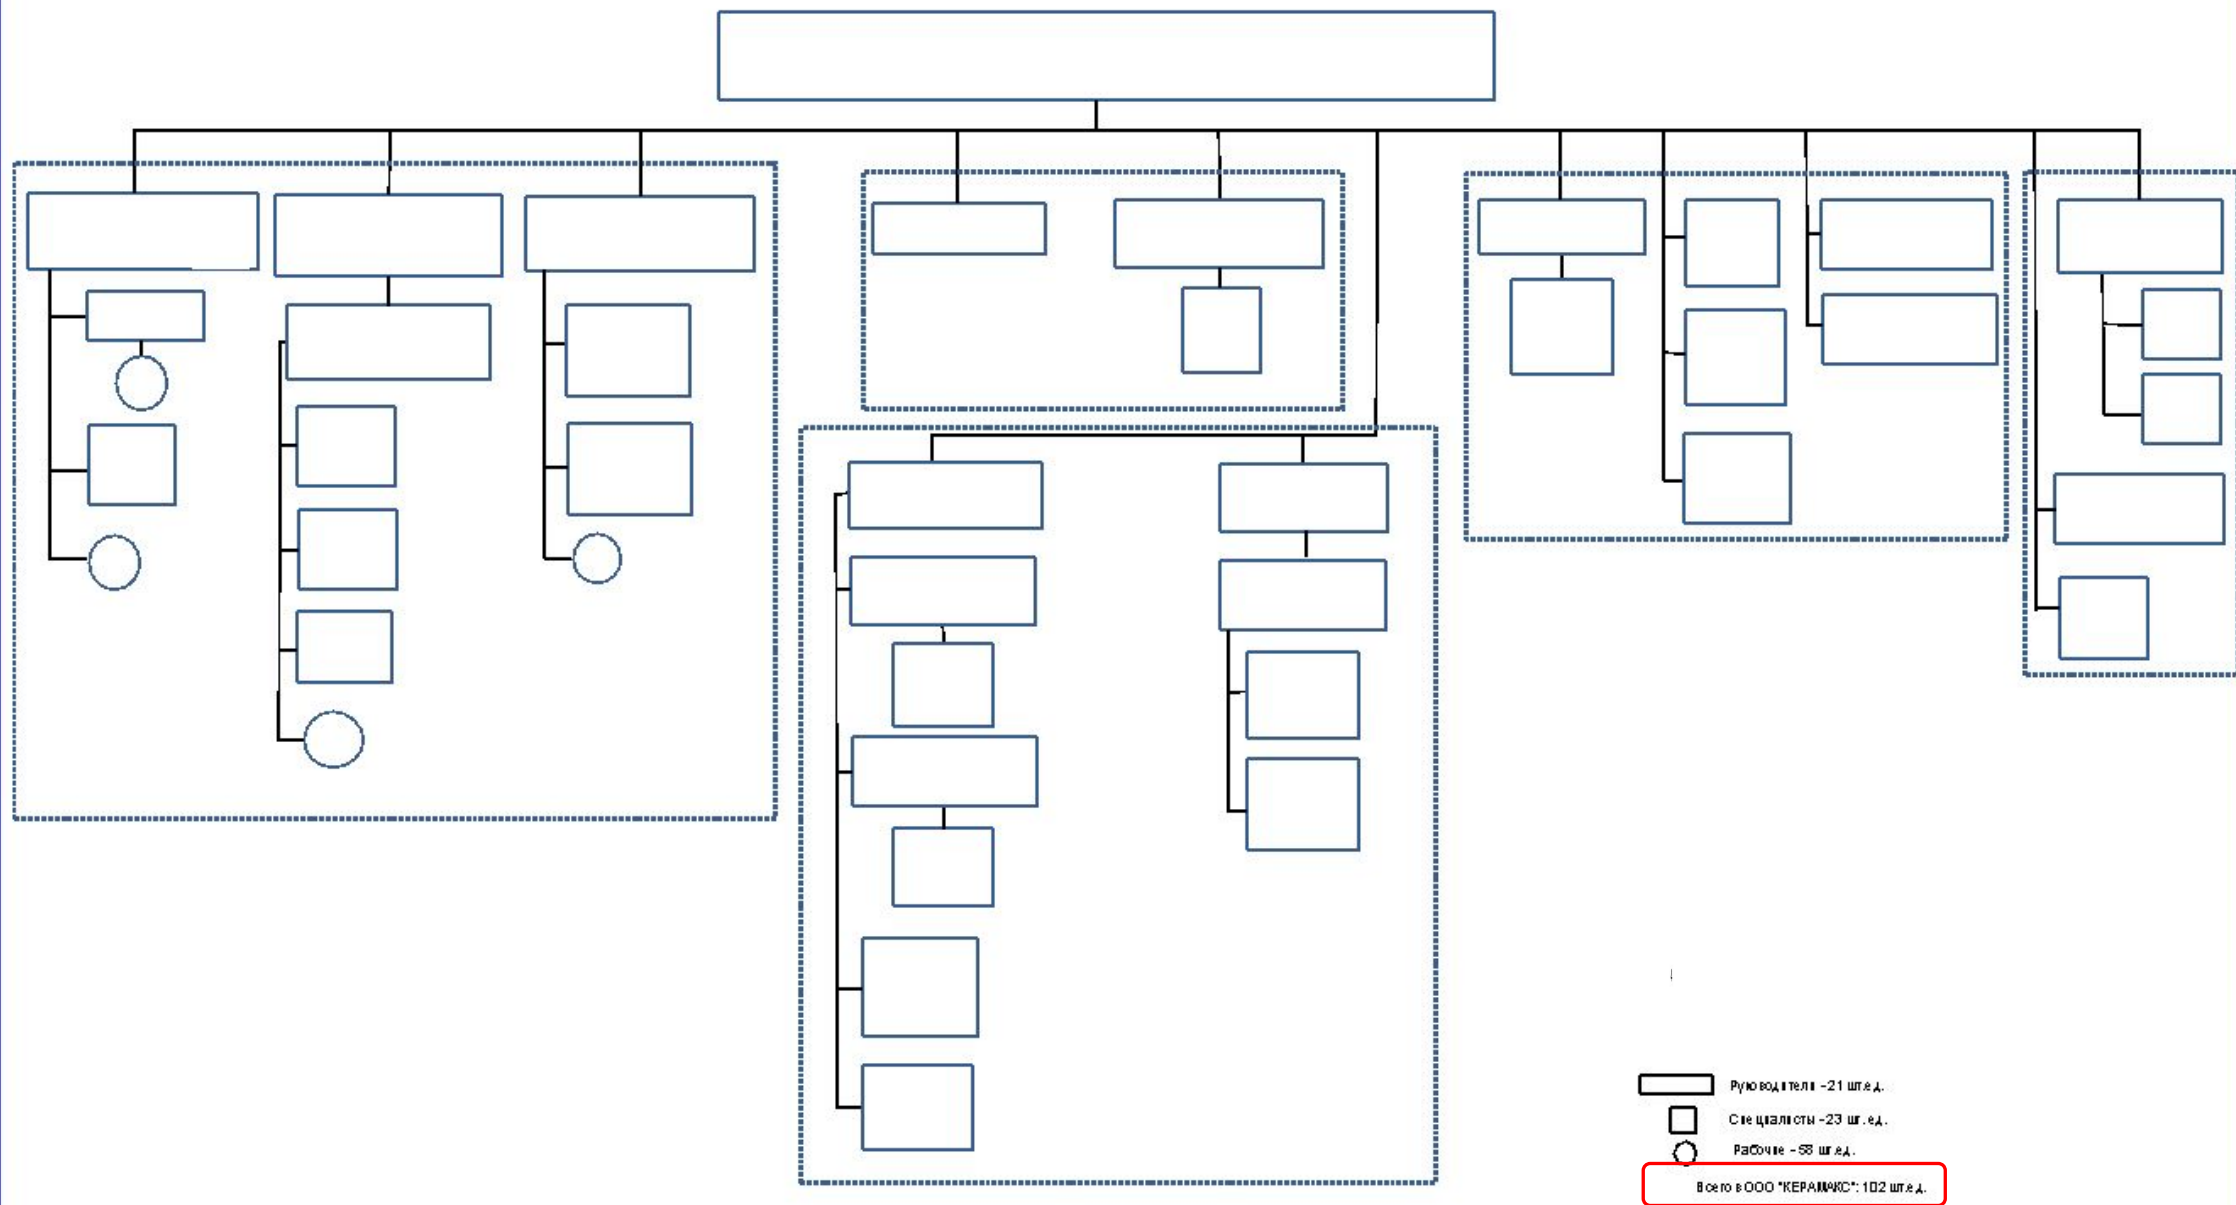 Руководители - 21 шт.ед.
Специалисты - 23 шт.ед.
Рабочие - 58 шт.ед.
Всего в ООО "КЕРАМАКС": 102 шт.ед.